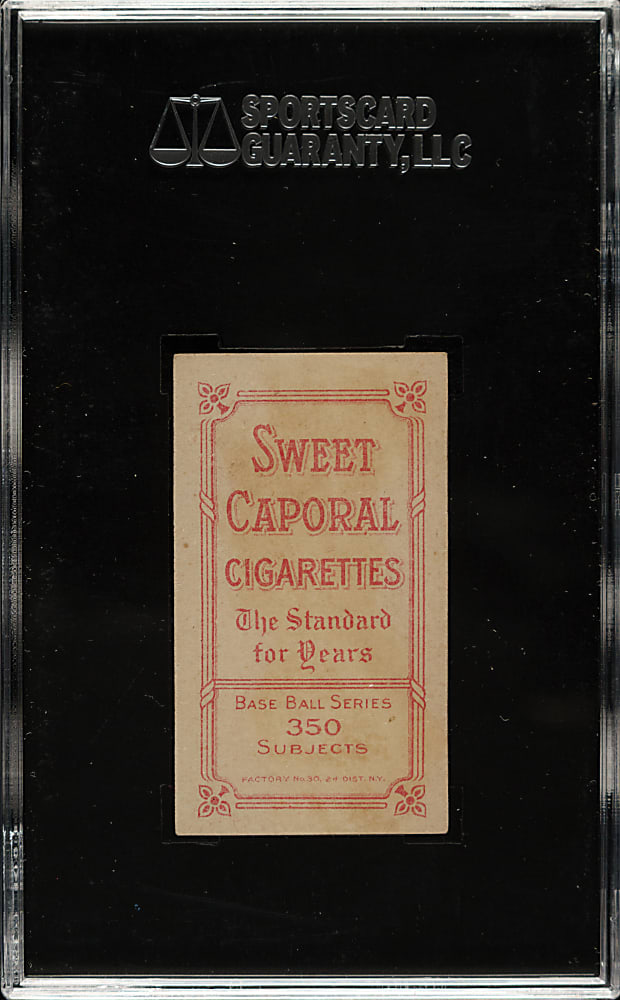 SPORTSCARD
GUARANTY, LLC
SWEET
CAPORAL
CIGARETTES
The Standard
for Years
BASE BALL SERIES
350
SUBJECTS
FACTORY No. 30, 2d DIST. N.Y.